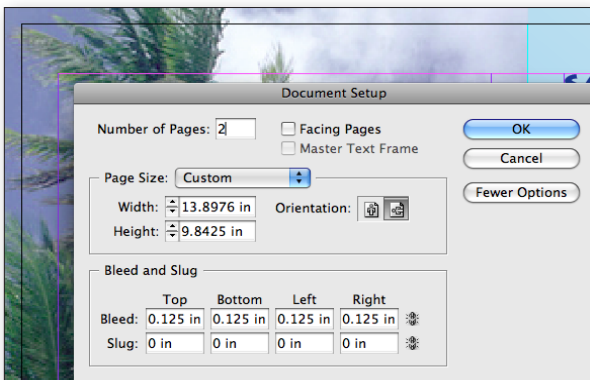 Document Setup
Number of Pages: 2
Facing Pages
OK
Master Text Frame
Cancel
Page Size: Custom
Fewer Options
Width: 13.8976 in
Orientation:
Height: 9.8425 in
Bleed and Slug
Top Bottom Left Right
Bleed: 0.125 in 0.125 in 0.125 in 0.125 in
Slug: 0 in 0 in 0 in 0 in